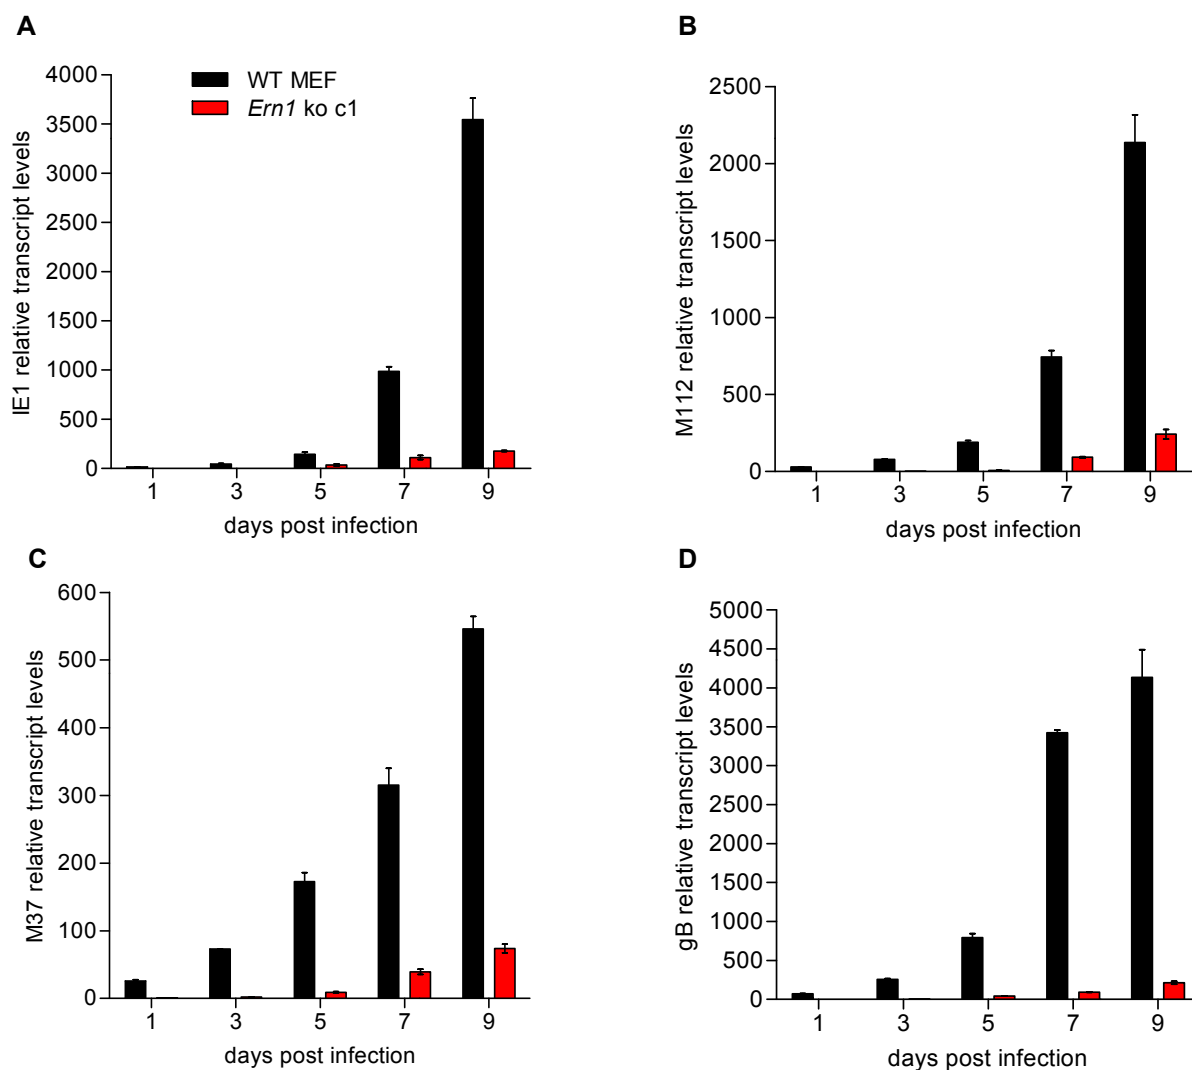 A
IE1 relative transcript levels
4000
3500
3000
2500
2000
1500
1000
500
0
WT MEF
Ern1 ko c1
1 3 5 7 9
days post infection
B
M112 relative transcript levels
2500
2000
1500
1000
500
0
1 3 5 7 9
days post infection
C
M37 relative transcript levels
600
500
400
300
200
100
0
1 3 5 7 9
days post infection
D
gB relative transcript levels
5000
4500
4000
3500
3000
2500
2000
1500
1000
500
0
1 3 5 7 9
days post infection